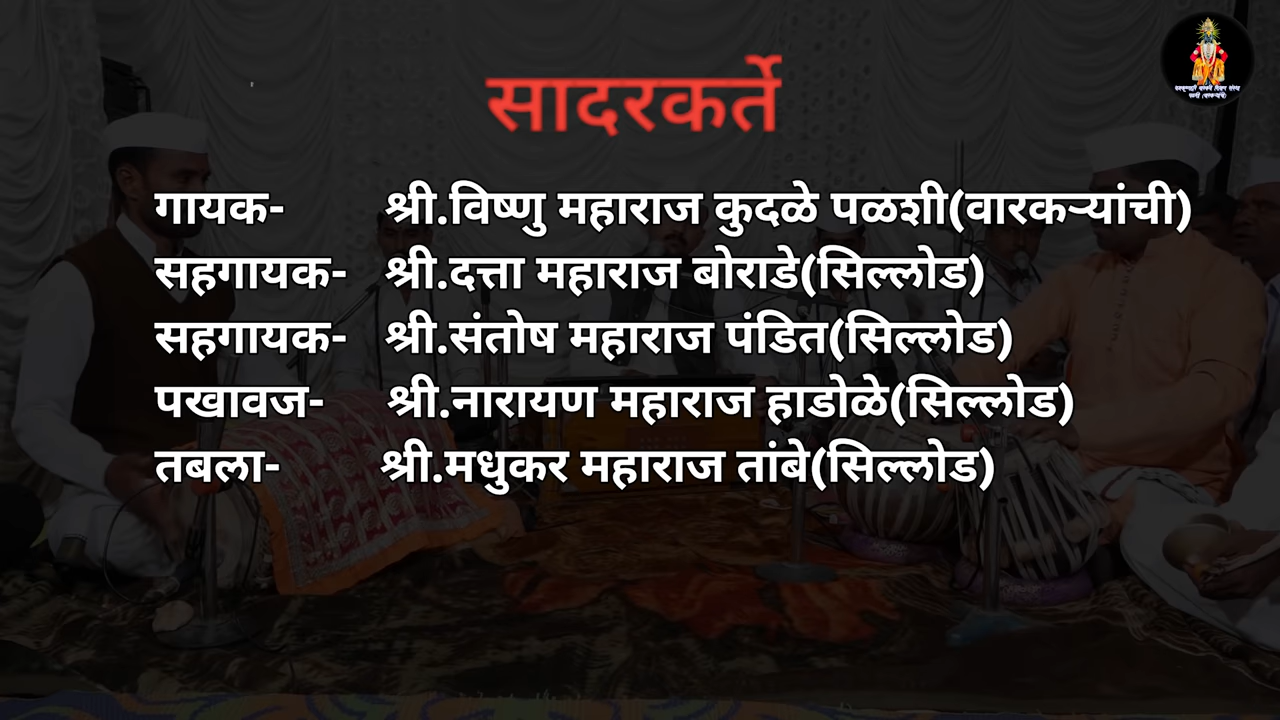 सादरकर्ते
गायक- श्री.विष्णु महाराज कुदळे पळशी(वारकऱ्यांची)
सहगायक- श्री.दत्ता महाराज बोराडे(सिल्लोड)
सहगायक- श्री.संतोष महाराज पंडित(सिल्लोड)
पखावज- श्री.नारायण महाराज हाडोळे(सिल्लोड)
तबला- श्री.मधुकर महाराज तांबे(सिल्लोड)